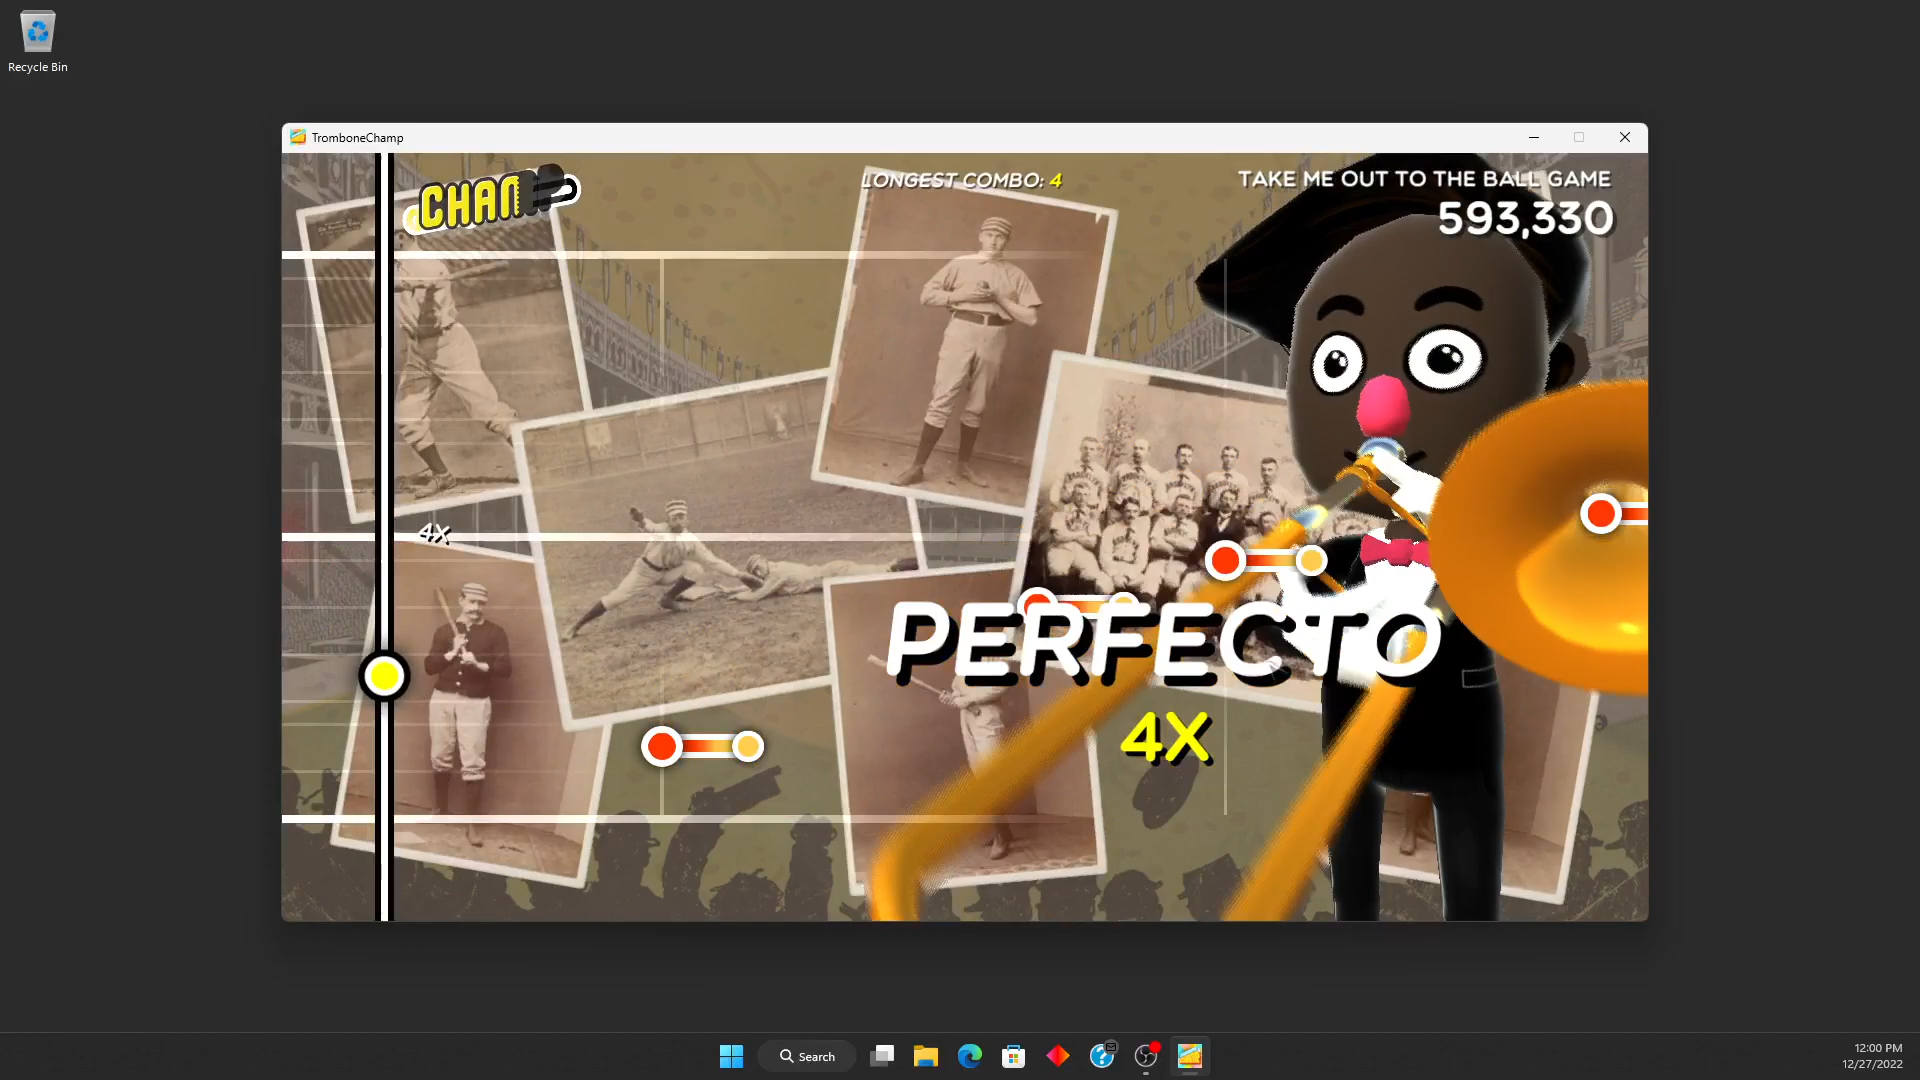 Recycle Bin
TromboneChamp
CHAM
LONGEST COMBO: 4
TAKE ME OUT TO THE BALL GAME
593,330
4X
PERFECTO
4X
Search
12:00 PM
12/27/2022